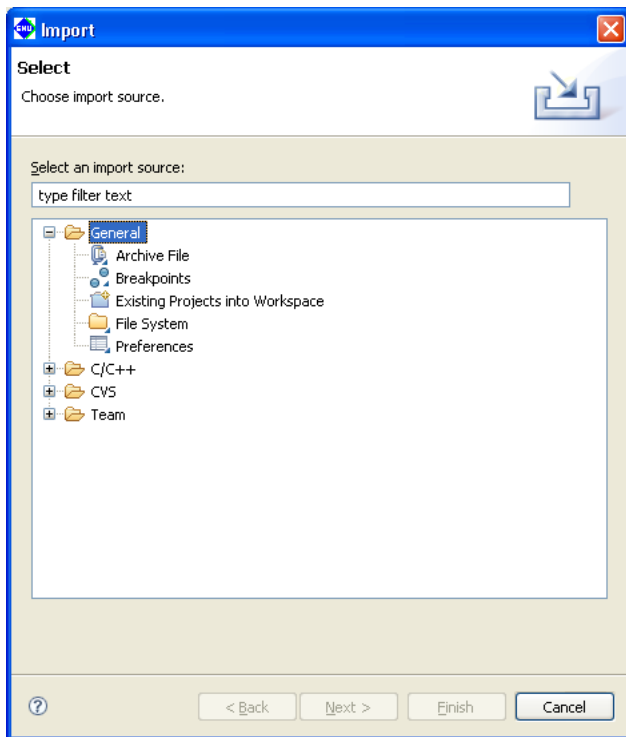 GNU Import
Select
Choose import source.
Select an import source:
type filter text
General
Archive File
Breakpoints
Existing Projects into Workspace
File System
Preferences
C/C++
CVS
Team
? < Back Next > Finish Cancel